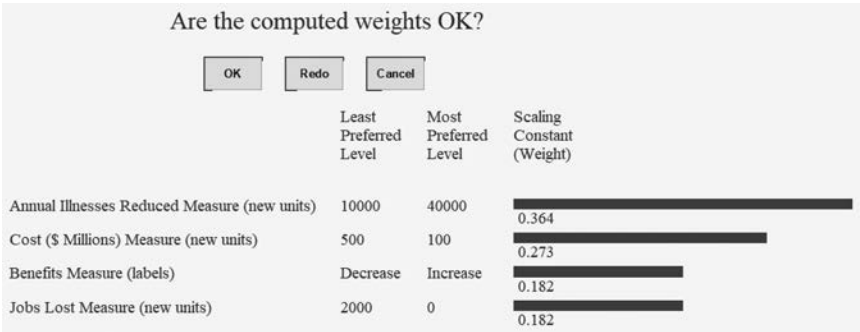 Are the computed weights OK?
OK Redo Cancel
Least Most Scaling
Preferred Preferred Constant
Level Level (Weight)
Annual Illnesses Reduced Measure (new units) 10000 40000
0.364
Cost ($ Millions) Measure (new units) 500 100
0.273
Benefits Measure (labels) Decrease Increase
0.182
Jobs Lost Measure (new units) 2000 0
0.182